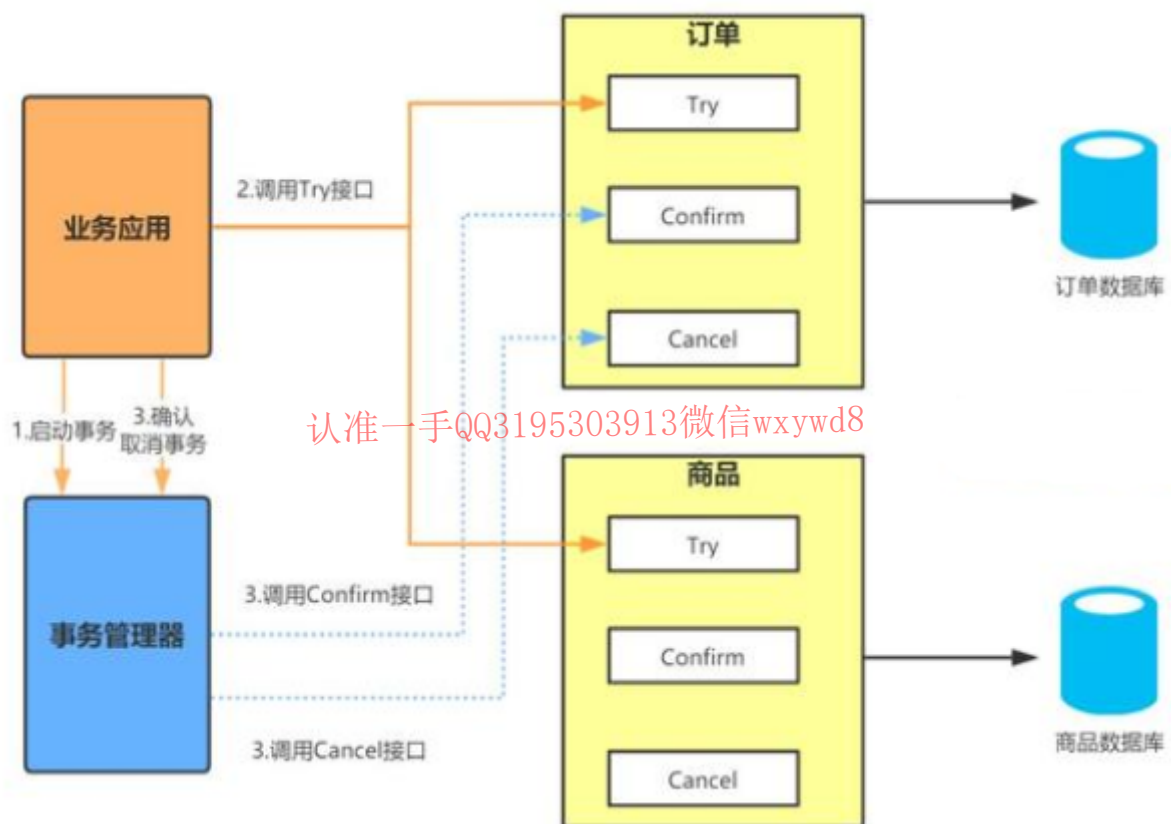 订单
Try
2.调用Try接口
业务应用
Confirm
订单数据库
Cancel
1.启动事务
3.确认
取消事务
认准一手QQ3195303913微信wxywd8
商品
Try
3.调用Confirm接口
事务管理器
Confirm
3.调用Cancel接口
商品数据库
Cancel